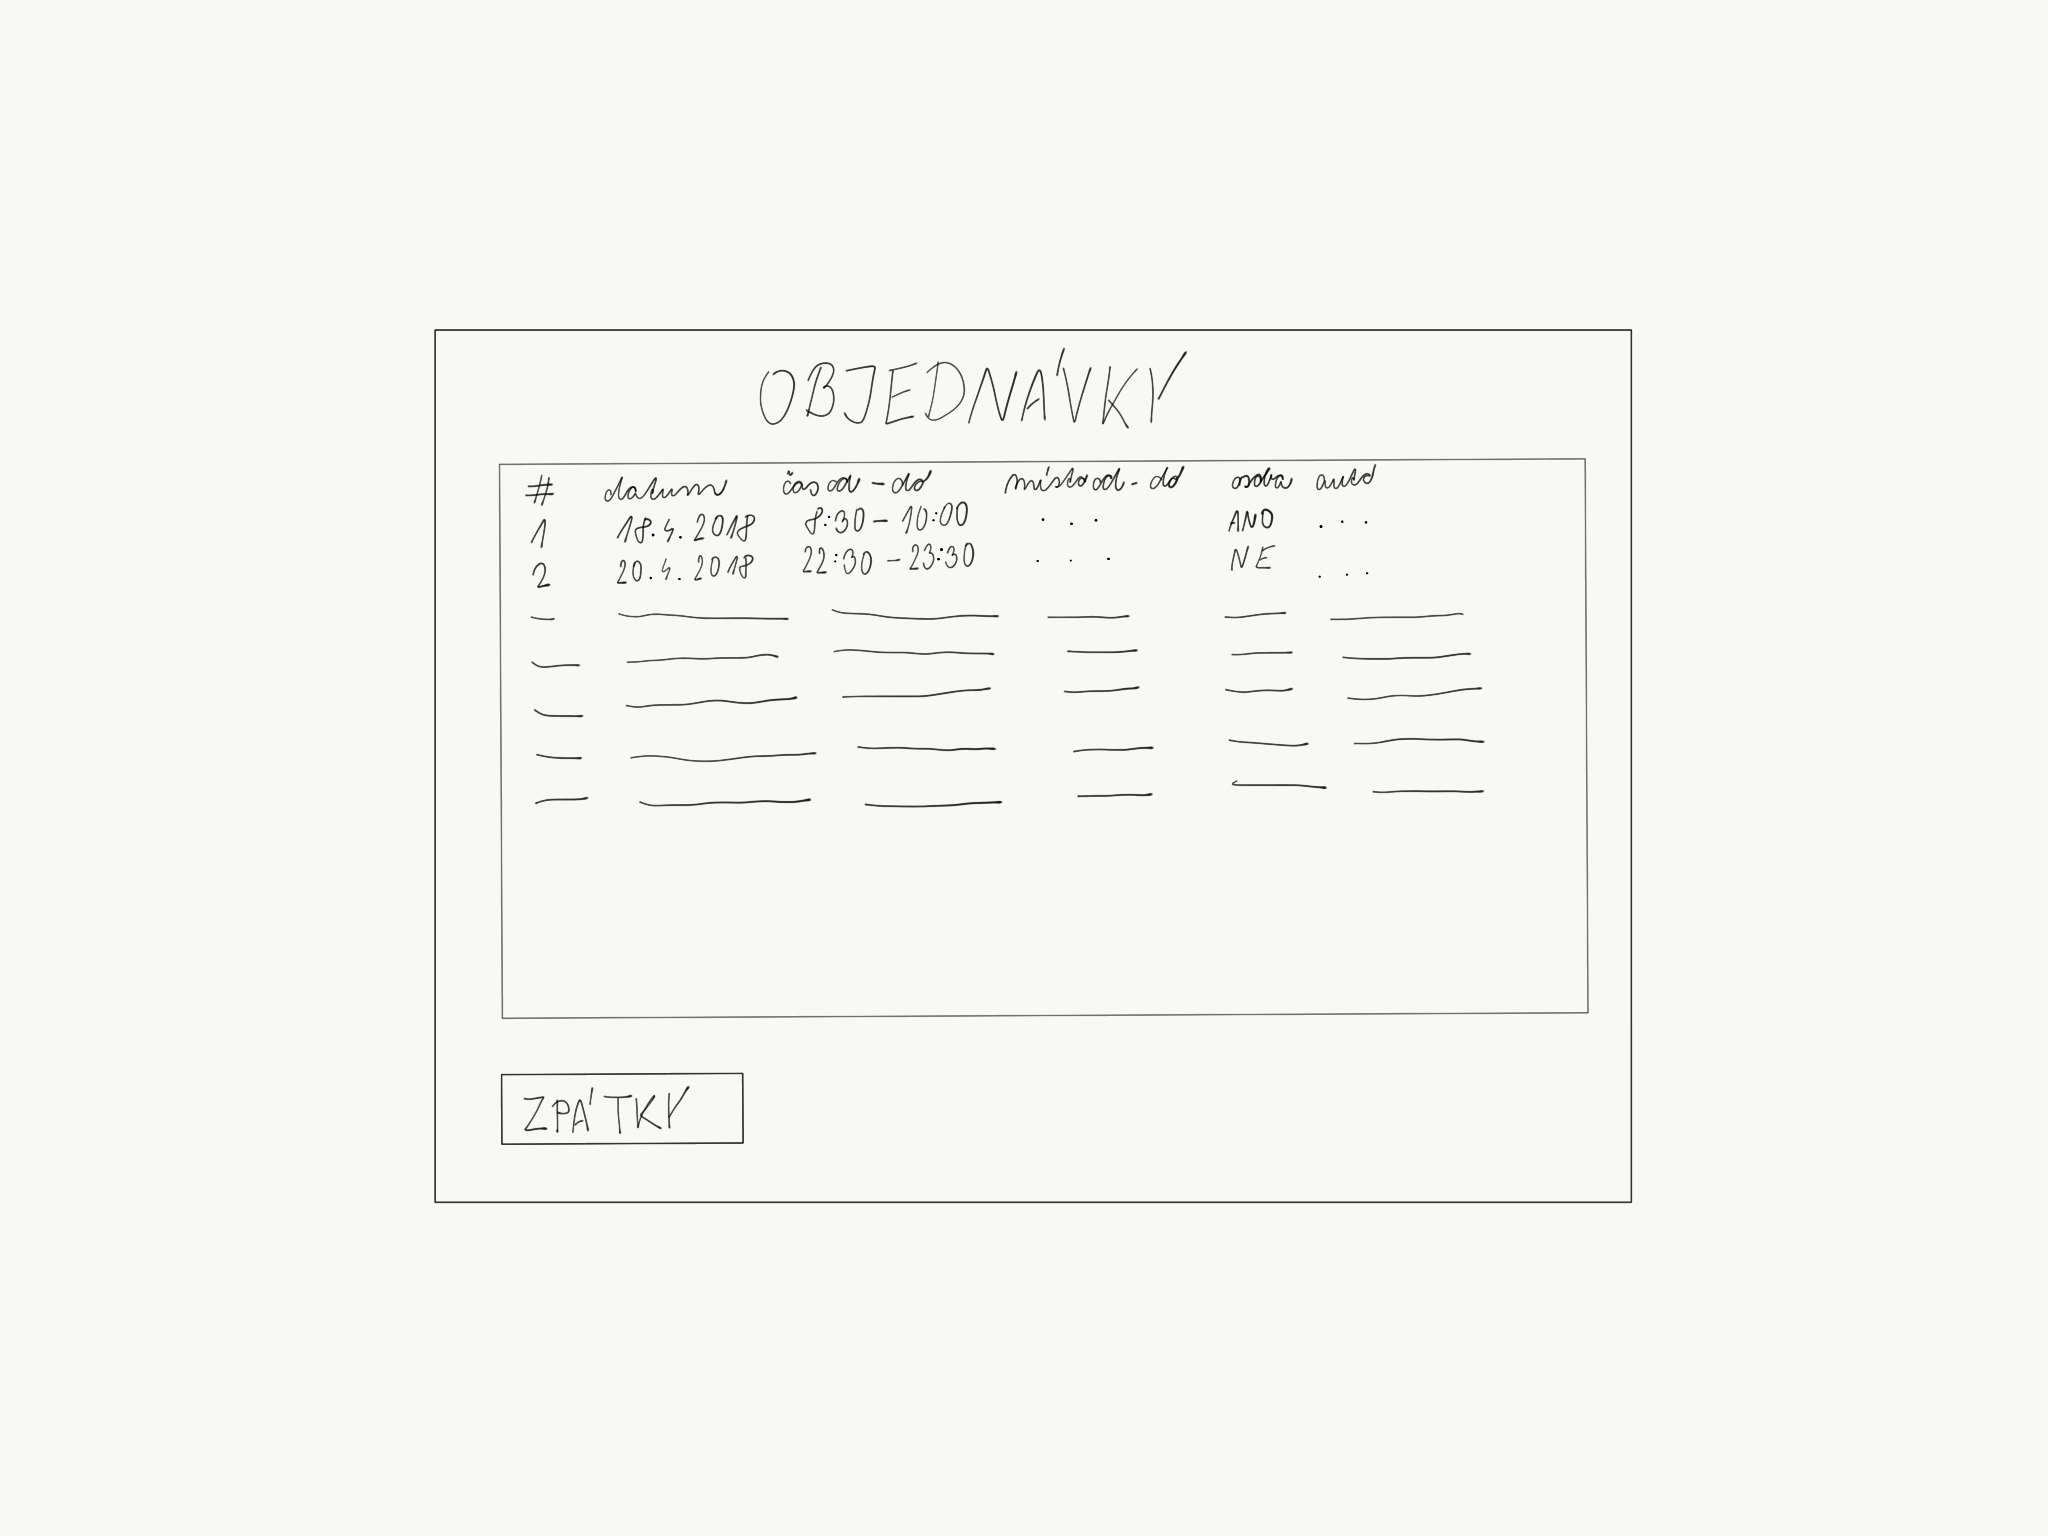 OBJEDNÁVKY
# datum čas od - do místo od - do osoba auto
1 18.4.2018 8:30 - 10:00 . . . ANO . . .
2 20.4.2018 22:30 - 23:30 . . . NE . . .
ZPÁTKY